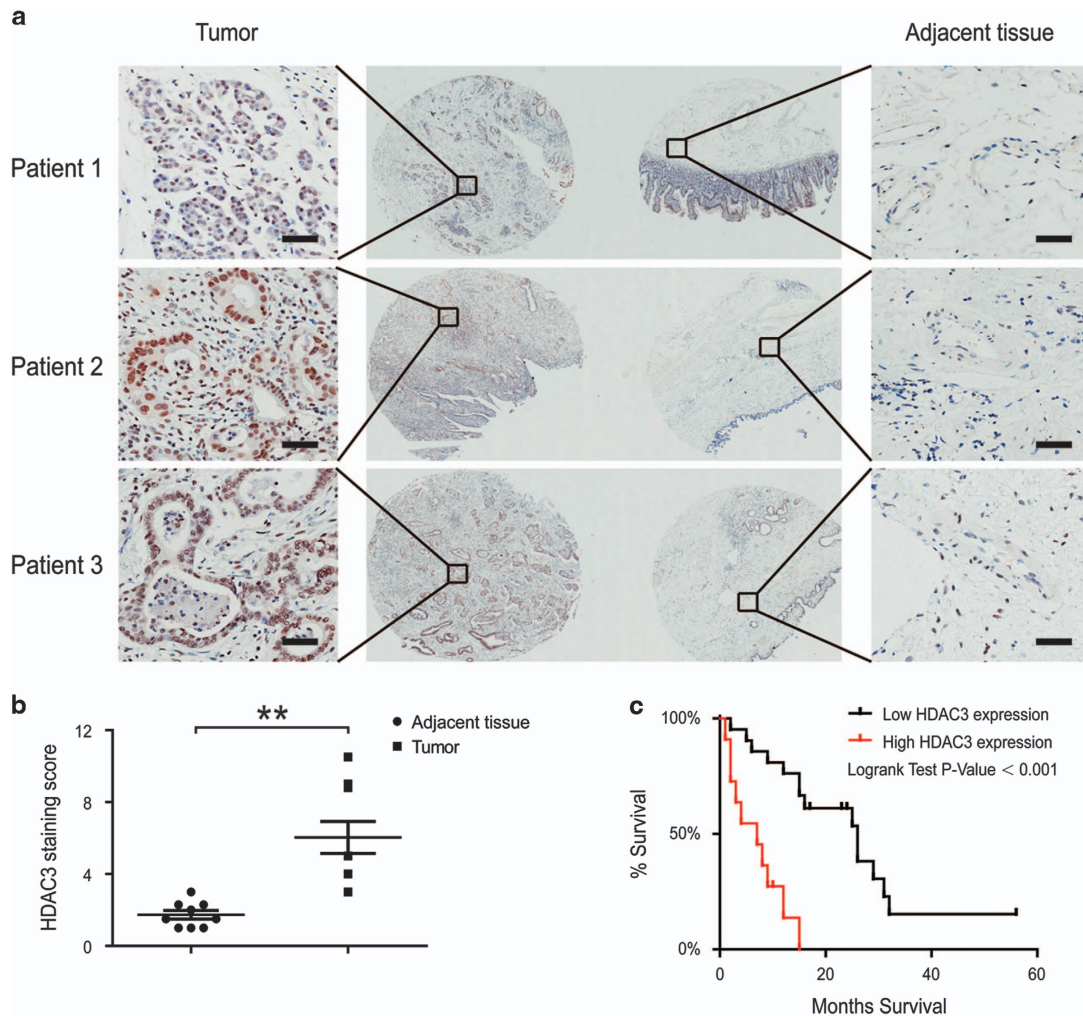 a
Tumor
Adjacent tissue
Patient 1
Patient 2
Patient 3
b
HDAC3 staining score
12
8
4
0
**
Adjacent tissue
Tumor
c
% Survival
100%
50%
0%
0
20
40
60
Months Survival
Low HDAC3 expression
High HDAC3 expression
Logrank Test P-Value < 0.001